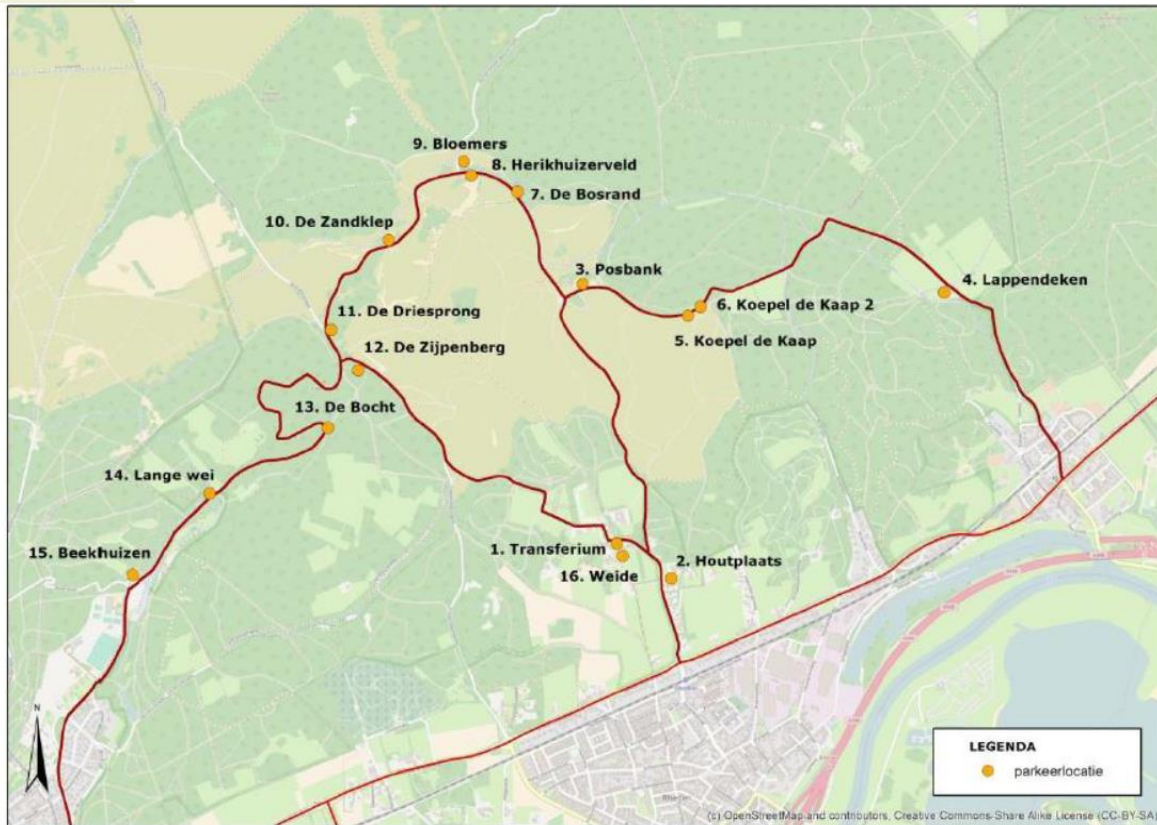 9. Bloemers
8. Herikhuizerveld
7. De Bosrand
10. De Zandklep
3. Posbank
4. Lappendeken
6. Koepel de Kaap 2
11. De Driesprong
5. Koepel de Kaap
12. De Zijpenberg
13. De Bocht
14. Lange wei
1. Transferium
15. Beekhuizen
2. Houtplaats
16. Weide
N
LEGENDA
parkeerlocatie
(c) OpenStreetMap and contributors, Creative Commons-Share Alike License (CC-BY-SA)